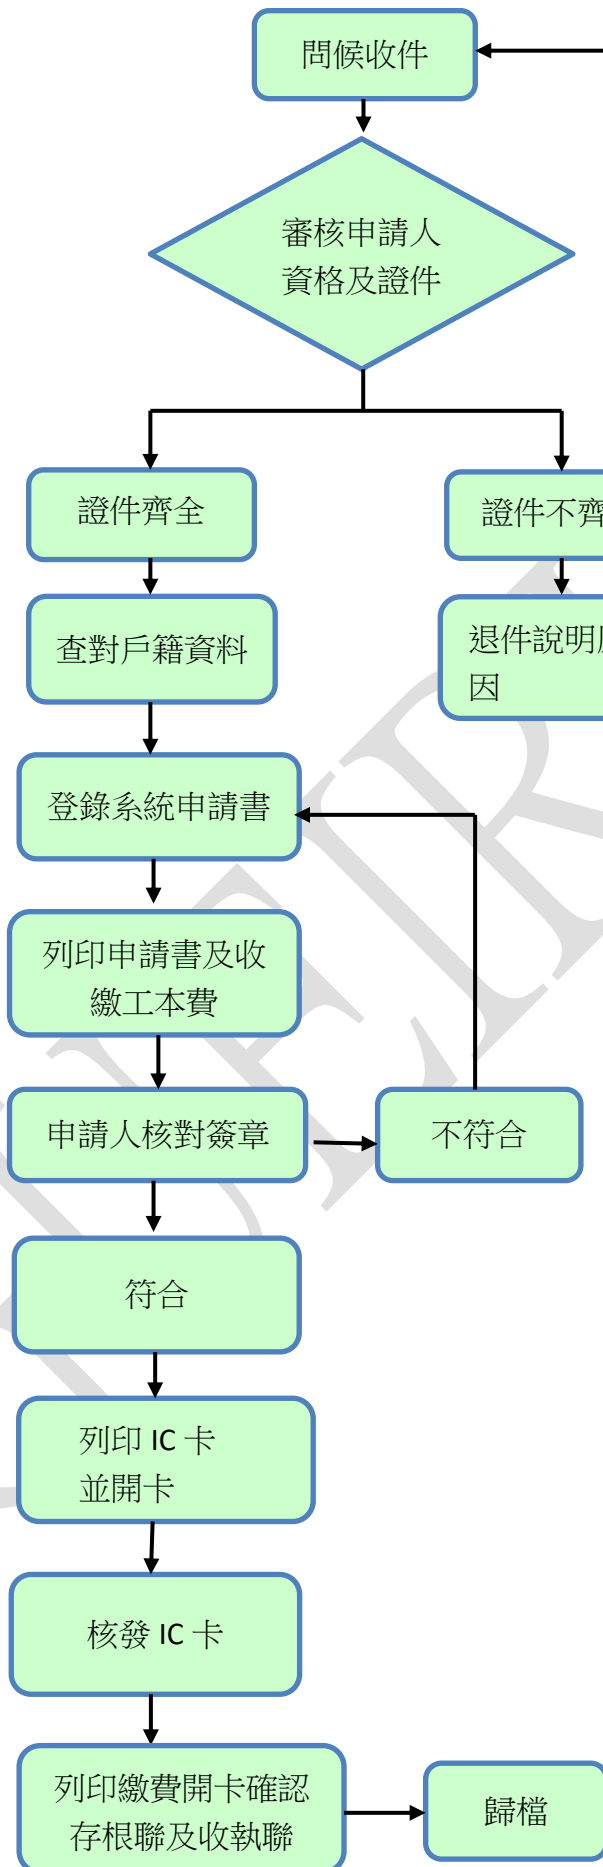 問候收件
審核申請人
資格及證件
證件齊全
證件不齊
查對戶籍資料
退件說明
因
登錄系統申請書
列印申請書及收
繳工本費
申請人核對簽章
不符合
符合
列印 IC 卡
並開卡
核發 IC 卡
列印繳費開卡確認
存根聯及收執聯
歸檔